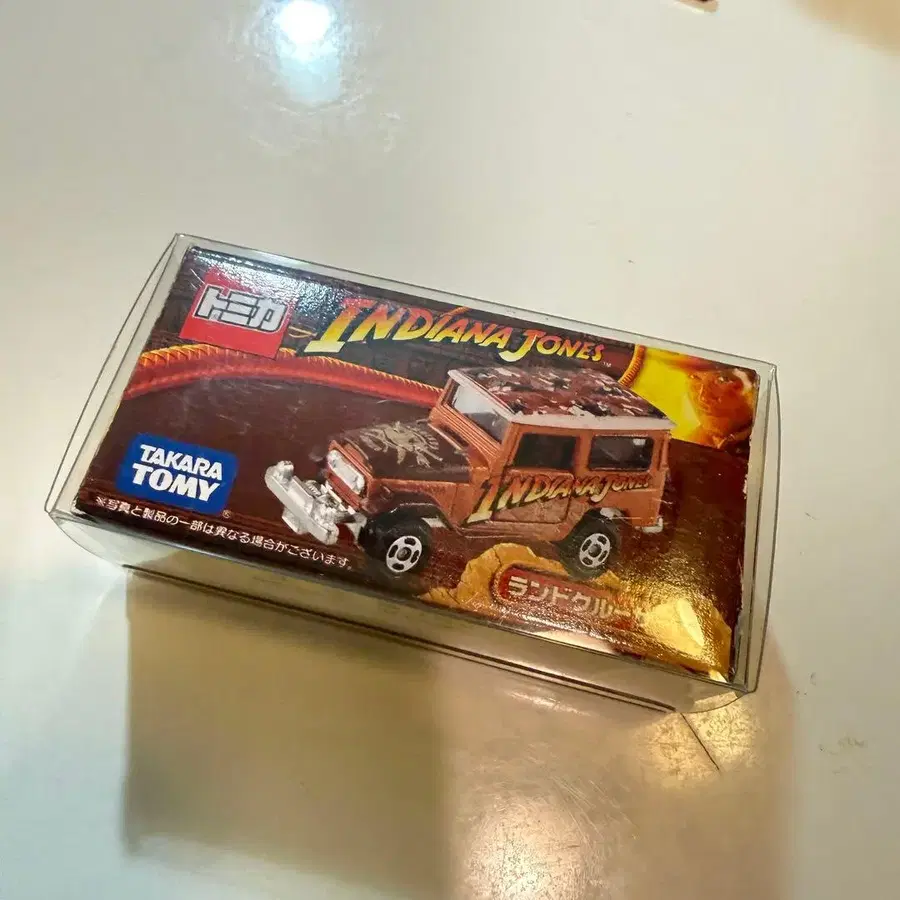 トミカ
INDIANA JONES™
TAKARA
TOMY®
INDIANA JONES
※写真と製品の一部は異なる場合がございます。
ランドクルー